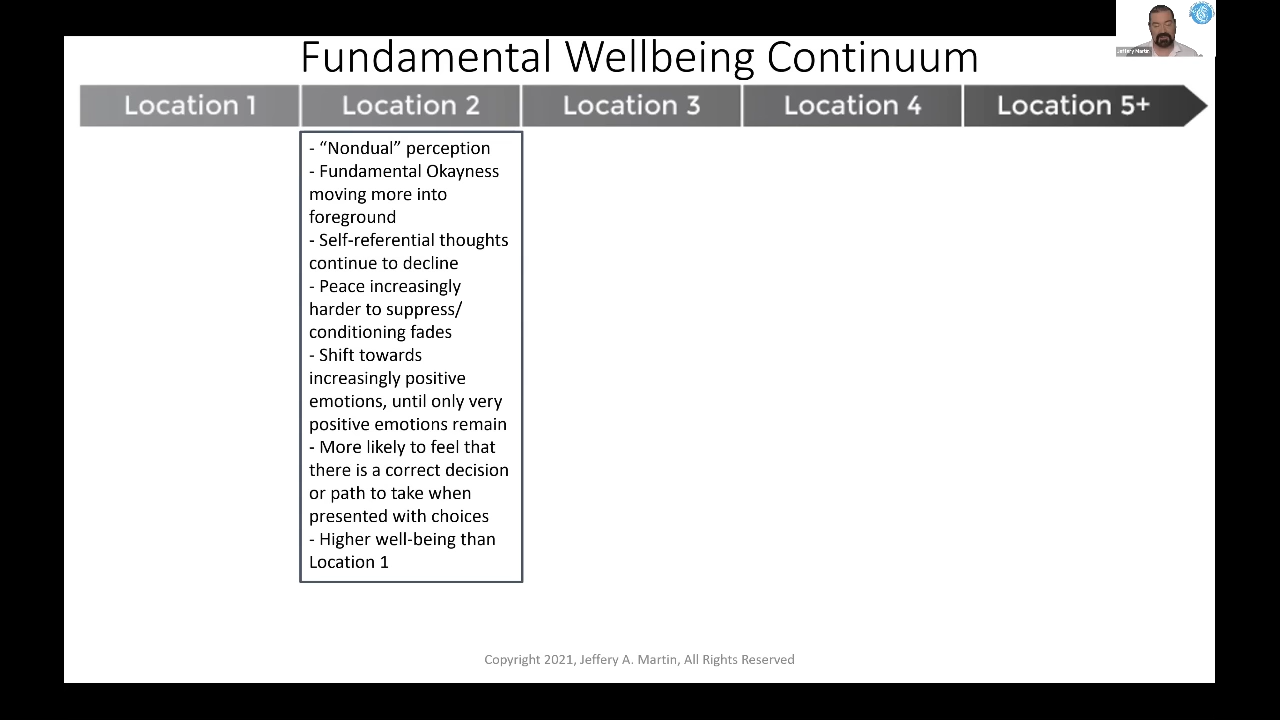 Jeffery Martin
Fundamental Wellbeing Continuum
Location 1
Location 2
Location 3
Location 4
Location 5+
- “Nondual” perception
- Fundamental Okayness
moving more into
foreground
- Self-referential thoughts
continue to decline
- Peace increasingly
harder to suppress/
conditioning fades
- Shift towards
increasingly positive
emotions, until only very
positive emotions remain
- More likely to feel that
there is a correct decision
or path to take when
presented with choices
- Higher well-being than
Location 1
Copyright 2021, Jeffery A. Martin, All Rights Reserved